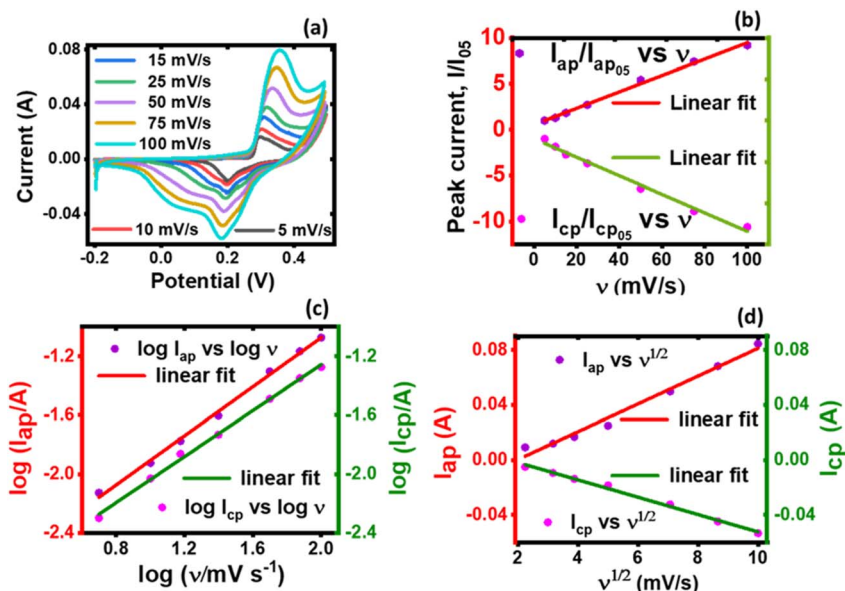 (a)
0.08
0.04
0.00
-0.04
Current (A)
15 mV/s
25 mV/s
50 mV/s
75 mV/s
100 mV/s
10 mV/s
5 mV/s
-0.2 0.0 0.2 0.4
Potential (V)
(b)
10
5
0
-5
-10
Peak current, I/I05
Iap/Iap05 vs ν
Linear fit
Linear fit
Icp/Icp05 vs ν
0 20 40 60 80 100
ν (mV/s)
(c)
-1.2
-1.6
-2.0
-2.4
log (Iap/A)
log Iap vs log ν
linear fit
linear fit
log Icp vs log ν
-1.2
-1.6
-2.0
-2.4
log (Icp/A)
0.8 1.2 1.6 2.0
log (ν/mV s-1)
(d)
0.08
0.04
0.00
-0.04
Iap (A)
Iap vs ν1/2
linear fit
linear fit
Icp vs ν1/2
0.08
0.04
0.00
-0.04
Icp (A)
2 4 6 8 10
ν1/2 (mV/s)